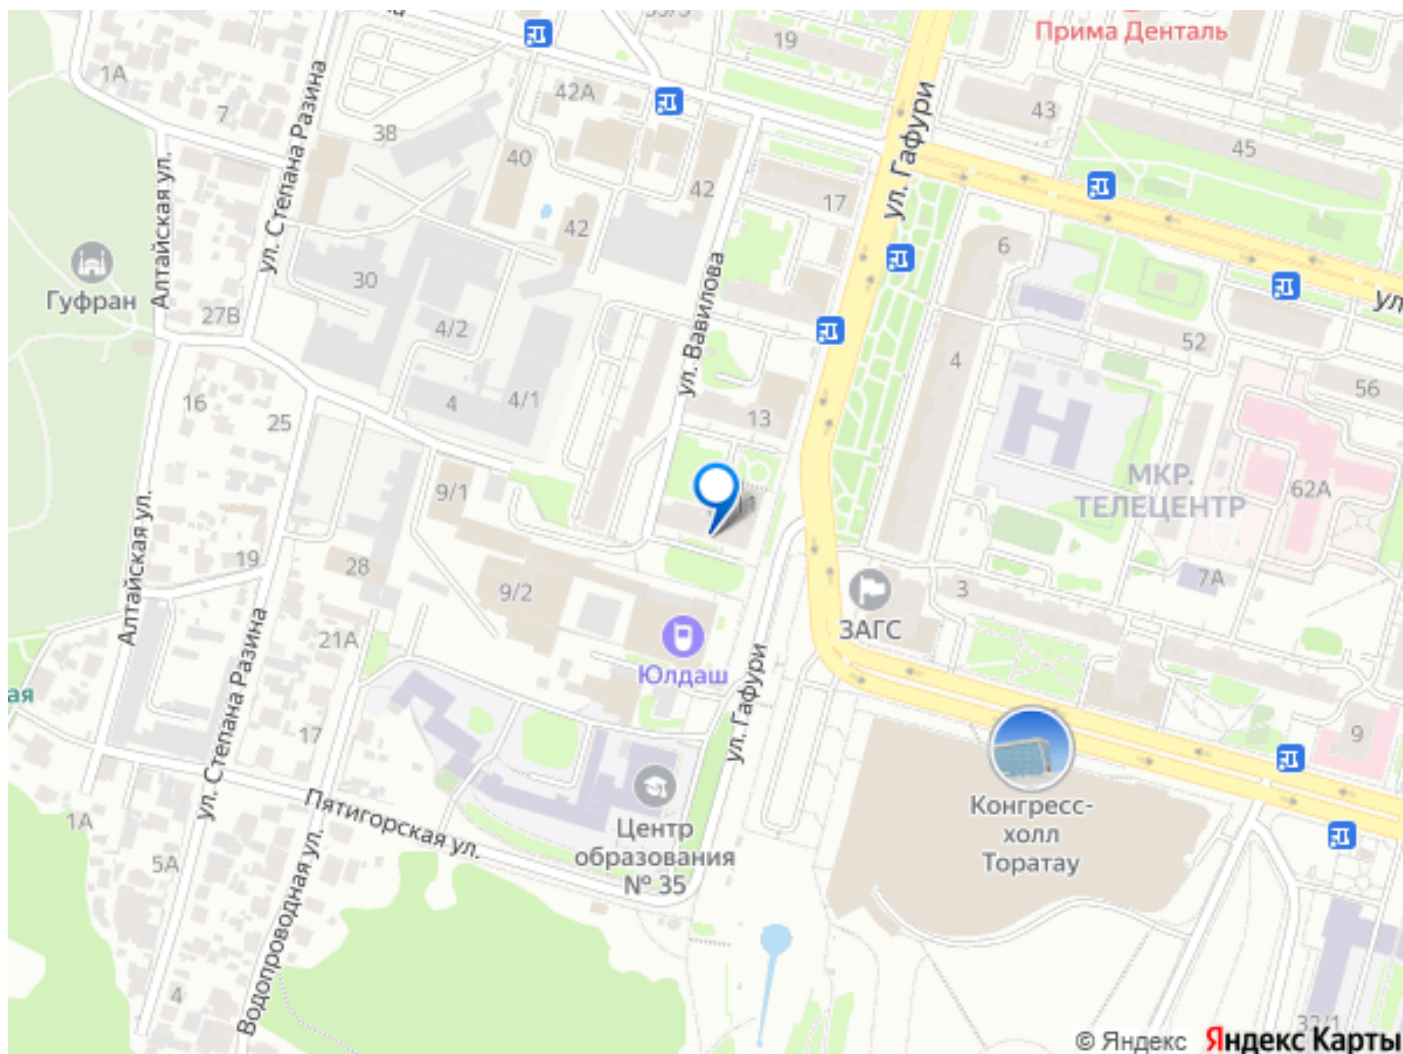 Прима Денталь
19
1А
42А
43
7
38
45
40
ул. Гафури
42
17
ул. Степана Разина
Алтайская ул.
42
6
Гуфран
30
ул. Вавилова
27В
4/2
52
4
56
16
4
4/1
25
13
МКР.
ТЕЛЕЦЕНТР
62А
9/1
Алтайская ул.
19
28
7А
9/2
3
ЗАГС
21А
ул. Степана Разина
Юлдаш
ая
ул. Гафури
17
9
Центр
образования
№ 35
Конгресс-
холл
Торатау
Пятигорская ул.
1А
5А
Водопроводная ул.
4
© Яндекс
Яндекс Карты